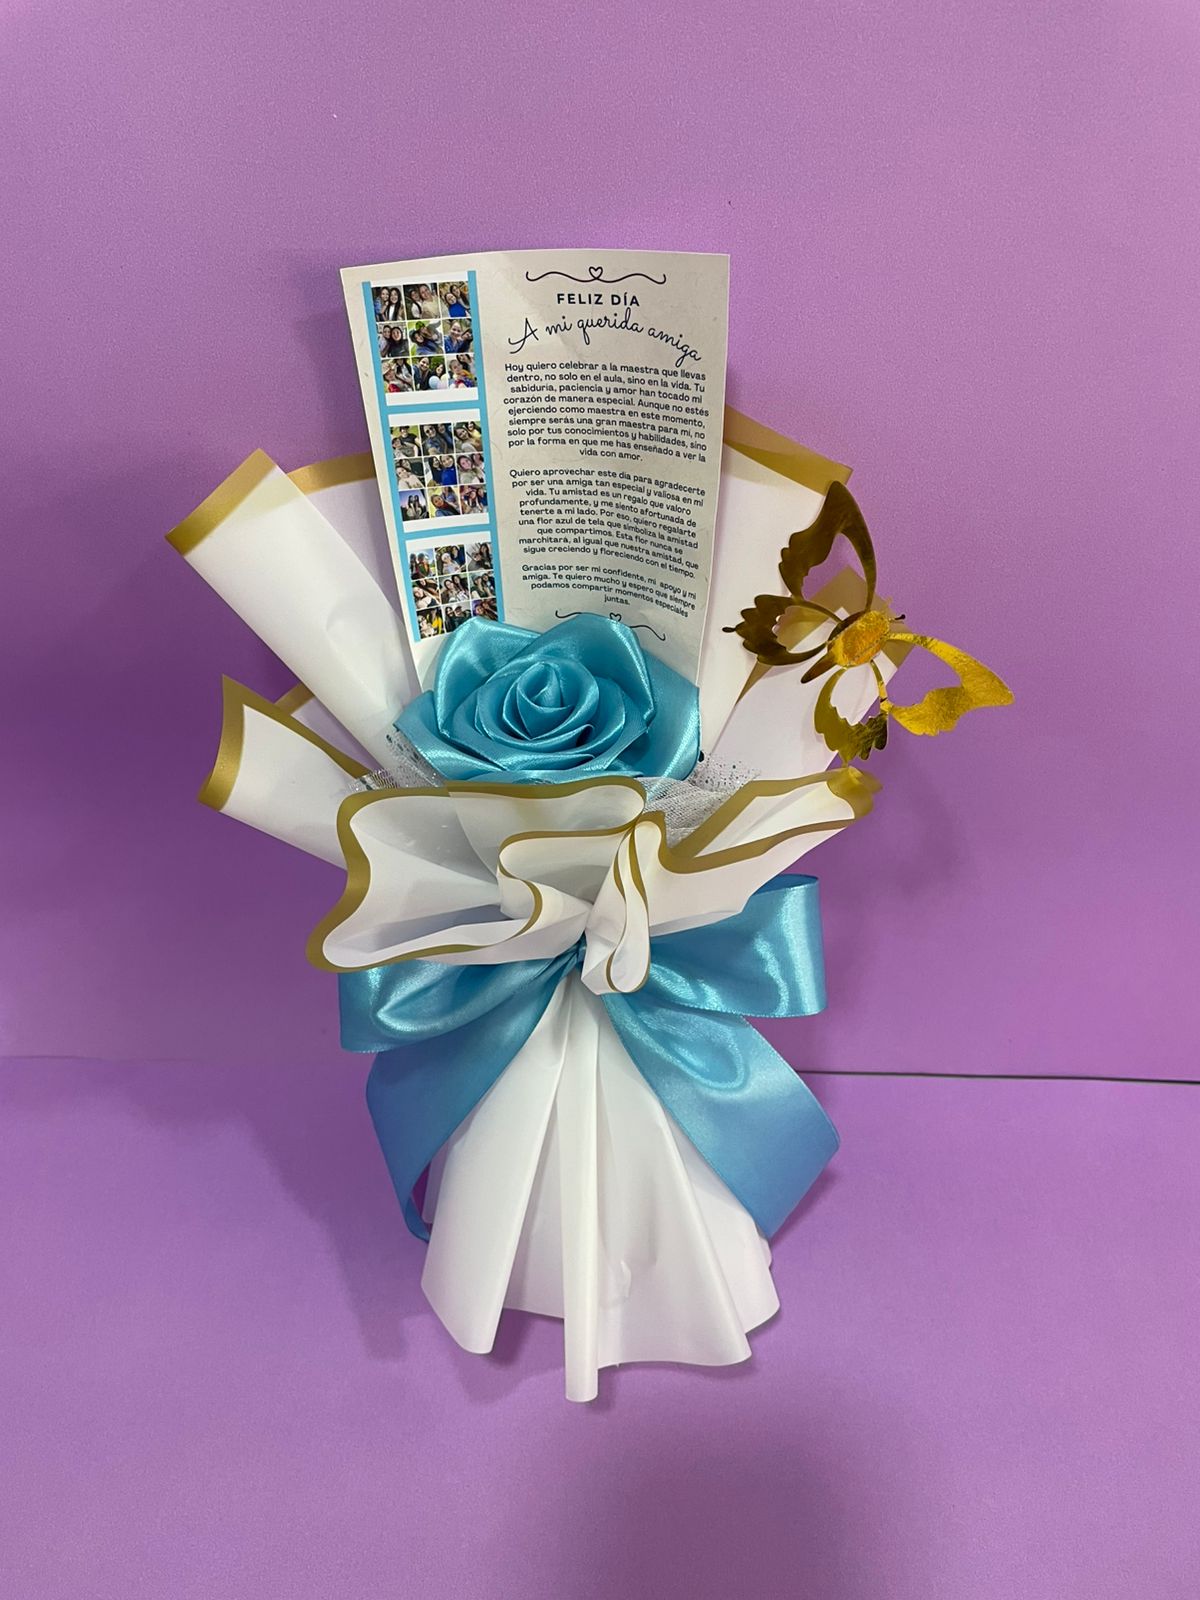 FELIZ DÍA
A mi querida amiga
Hoy quiero celebrar a la maestra que llevas
dentro, no solo en el aula, sino en la vida. Tu
sabiduría, paciencia y amor han tocado mi
corazón de manera especial. Aunque no estés
ejerciendo como maestra en este momento,
siempre serás una gran maestra para mí, no
solo por tus conocimientos y habilidades, sino
por la forma en que me has enseñado a ver la
vida con amor.
Quiero aprovechar este día para agradecerte
por ser una amiga tan especial y valiosa en mi
vida. Tu amistad es un regalo que valoro
profundamente, y me siento afortunada de
tenerte a mi lado. Por eso, quiero regalarte
una flor azul de tela que simboliza la amistad
que compartimos. Esta flor nunca se
marchitará, al igual que nuestra amistad, que
sigue creciendo y floreciendo con el tiempo.
Gracias por ser mi confidente, mi apoyo y mi
amiga. Te quiero mucho y espero que siempre
podamos compartir momentos especiales
juntas.